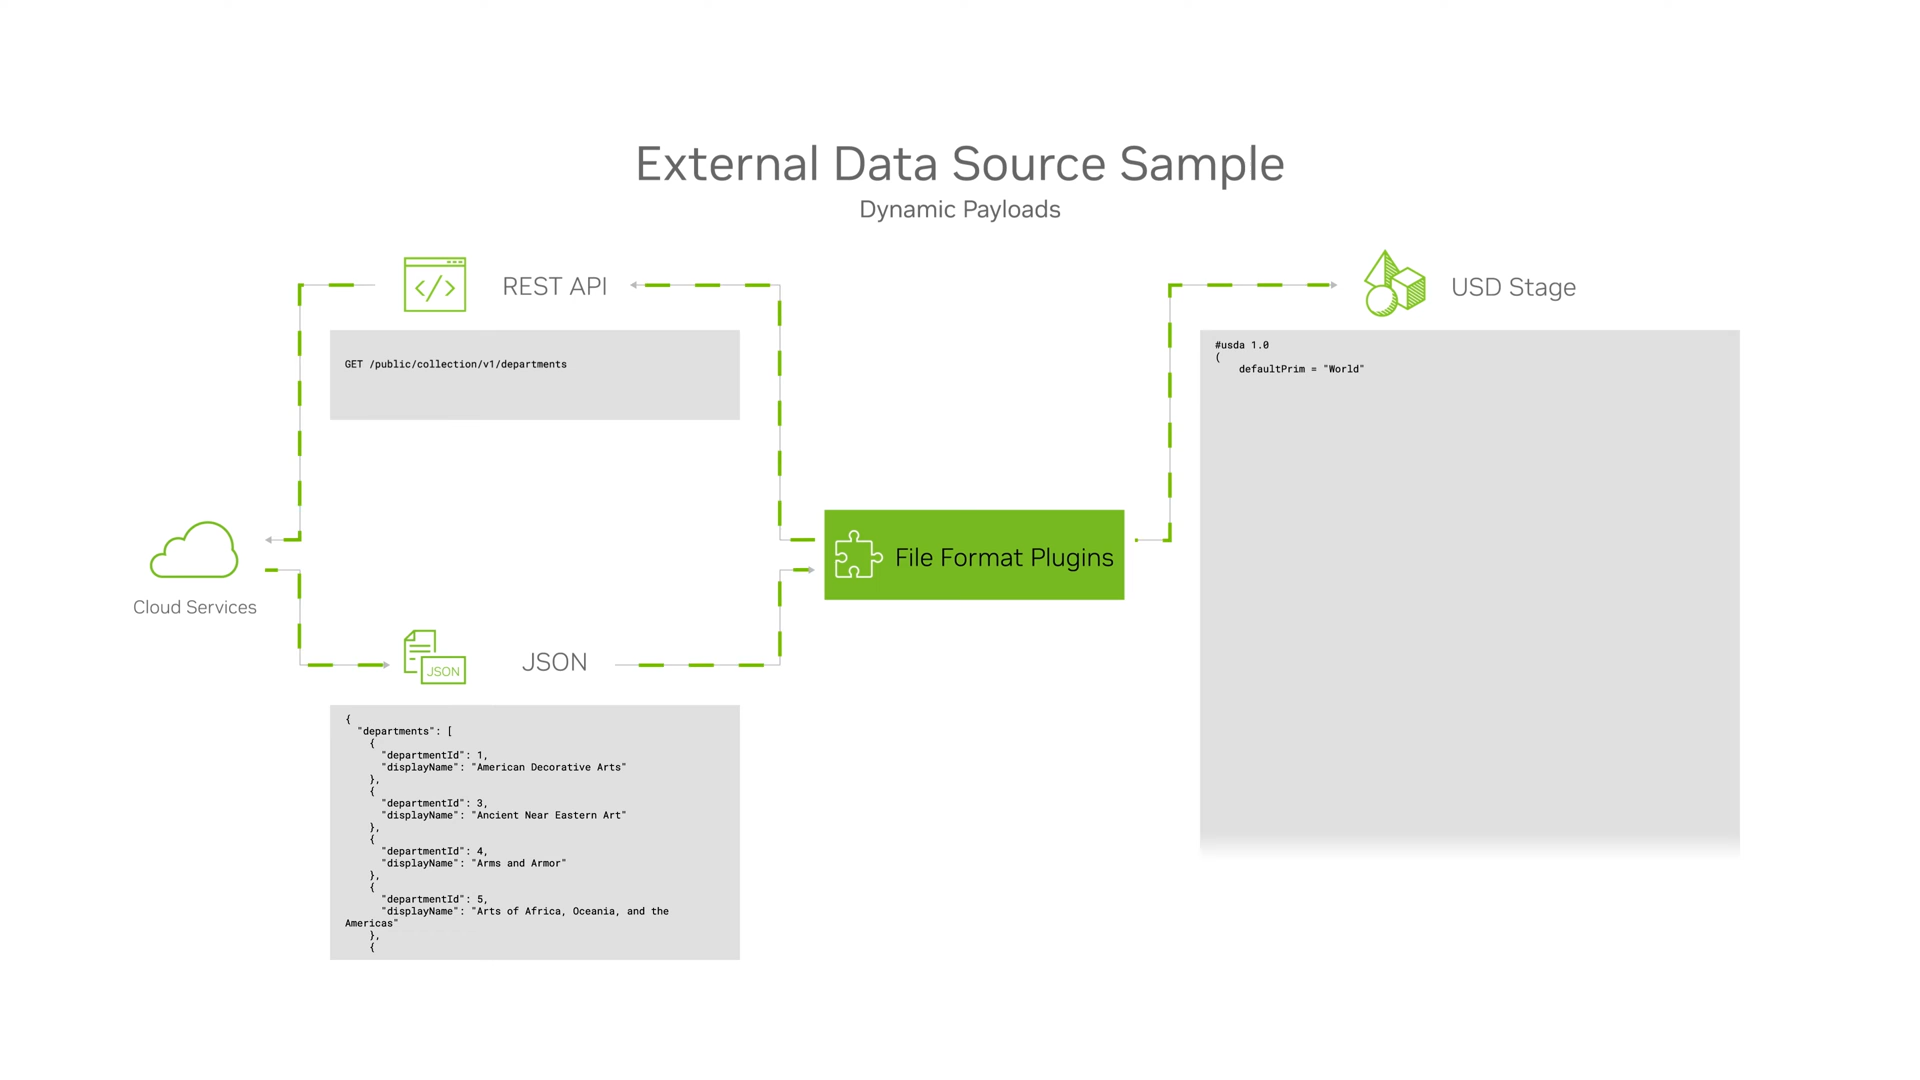 External Data Source Sample
Dynamic Payloads
REST API
GET /public/collection/v1/departments
Cloud Services
JSON
JSON
{
  "departments": [
    {
      "departmentId": 1,
      "displayName": "American Decorative Arts"
    },
    {
      "departmentId": 3,
      "displayName": "Ancient Near Eastern Art"
    },
    {
      "departmentId": 4,
      "displayName": "Arms and Armor"
    },
    {
      "departmentId": 5,
      "displayName": "Arts of Africa, Oceania, and the
Americas"
    },
    {
File Format Plugins
USD Stage
#usda 1.0
(
    defaultPrim = "World"